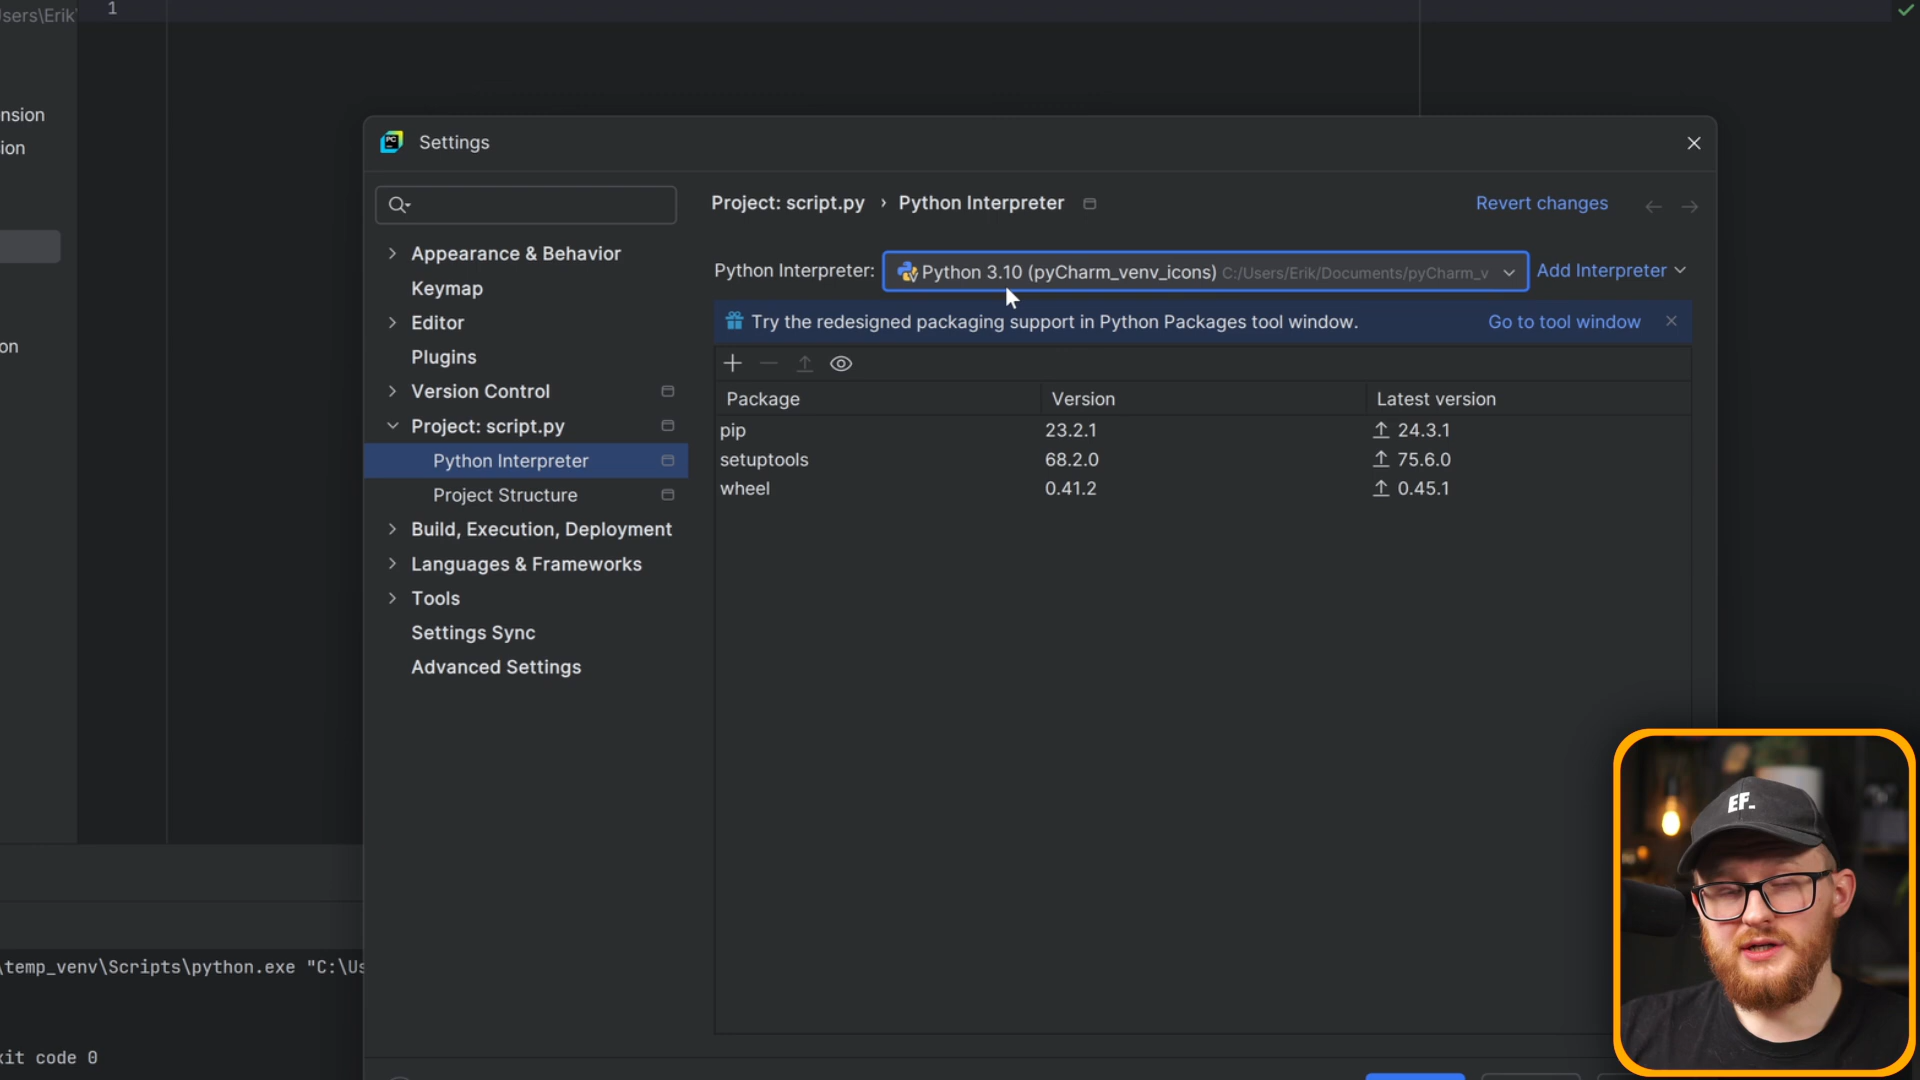 sers\Erik\
1
nsion
ion
on
PC
Settings
Project: script.py › Python Interpreter
Revert changes
Appearance & Behavior
Keymap
Editor
Plugins
Version Control
Project: script.py
Python Interpreter
Project Structure
Build, Execution, Deployment
Languages & Frameworks
Tools
Settings Sync
Advanced Settings
Python Interpreter: Python 3.10 (pyCharm_venv_icons) C:/Users/Erik/Documents/pyCharm_v Add Interpreter
Try the redesigned packaging support in Python Packages tool window. Go to tool window
Package Version Latest version
pip 23.2.1 24.3.1
setuptools 68.2.0 75.6.0
wheel 0.41.2 0.45.1
\temp_venv\Scripts\python.exe "C:\Us
xit code 0
EF_